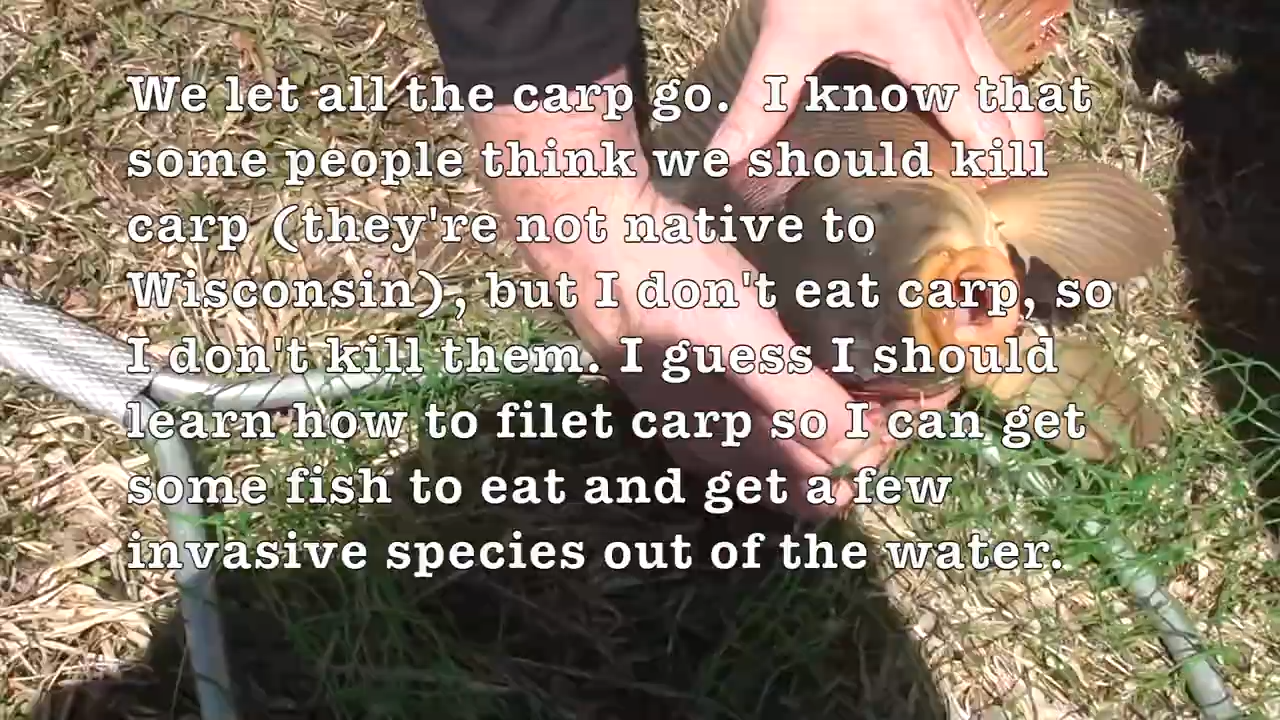 We let all the carp go.  I know that
some people think we should kill
carp (they're not native to
Wisconsin), but I don't eat carp, so
I don't kill them. I guess I should
learn how to filet carp so I can get
some fish to eat and get a few
invasive species out of the water.